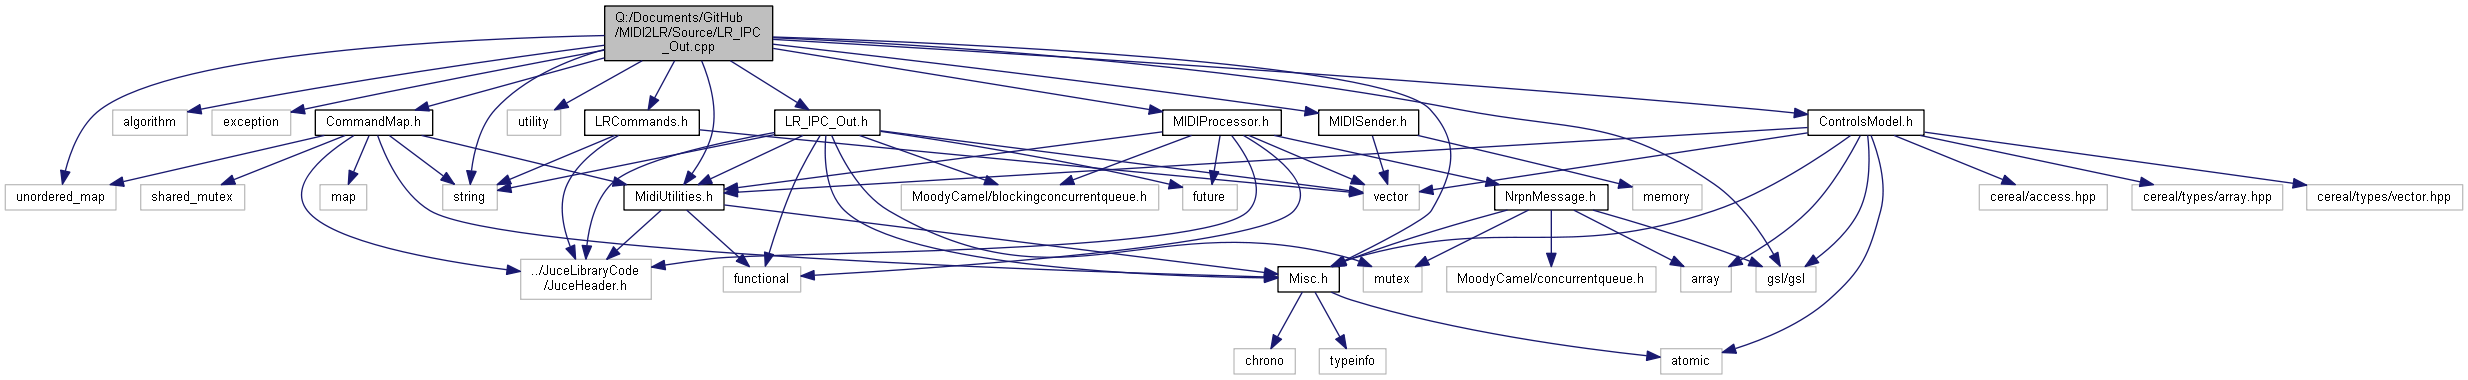 Q:/Documents/GitHub
/MIDI2LR/Source/LR_IPC
_Out.cpp
algorithm
exception
CommandMap.h
utility
LRCommands.h
LR_IPC_Out.h
MIDIProcessor.h
MIDISender.h
ControlsModel.h
unordered_map
shared_mutex
map
string
MidiUtilities.h
MoodyCamel/blockingconcurrentqueue.h
future
vector
NrpnMessage.h
memory
cereal/access.hpp
cereal/types/array.hpp
cereal/types/vector.hpp
../JuceLibraryCode
/JuceHeader.h
functional
Misc.h
mutex
MoodyCamel/concurrentqueue.h
array
gsl/gsl
chrono
typeinfo
atomic